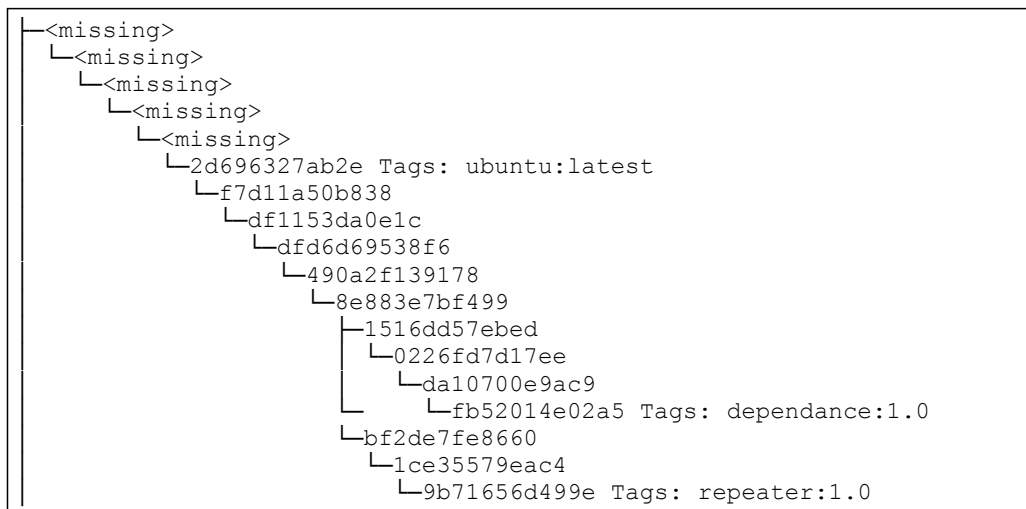 ├─<missing>
│ └─<missing>
│   └─<missing>
│     └─<missing>
│       └─<missing>
│         └─2d696327ab2e Tags: ubuntu:latest
│           └─f7d11a50b838
│             └─df1153da0e1c
│               └─dfd6d69538f6
│                 └─490a2f139178
│                   └─8e883e7bf499
│                     ├─1516dd57ebed
│                     │ └─0226fd7d17ee
│                     │   └─da10700e9ac9
│                     └─    └─fb52014e02a5 Tags: dependance:1.0
│                     └─bf2de7fe8660
│                       └─1ce35579eac4
│                         └─9b71656d499e Tags: repeater:1.0